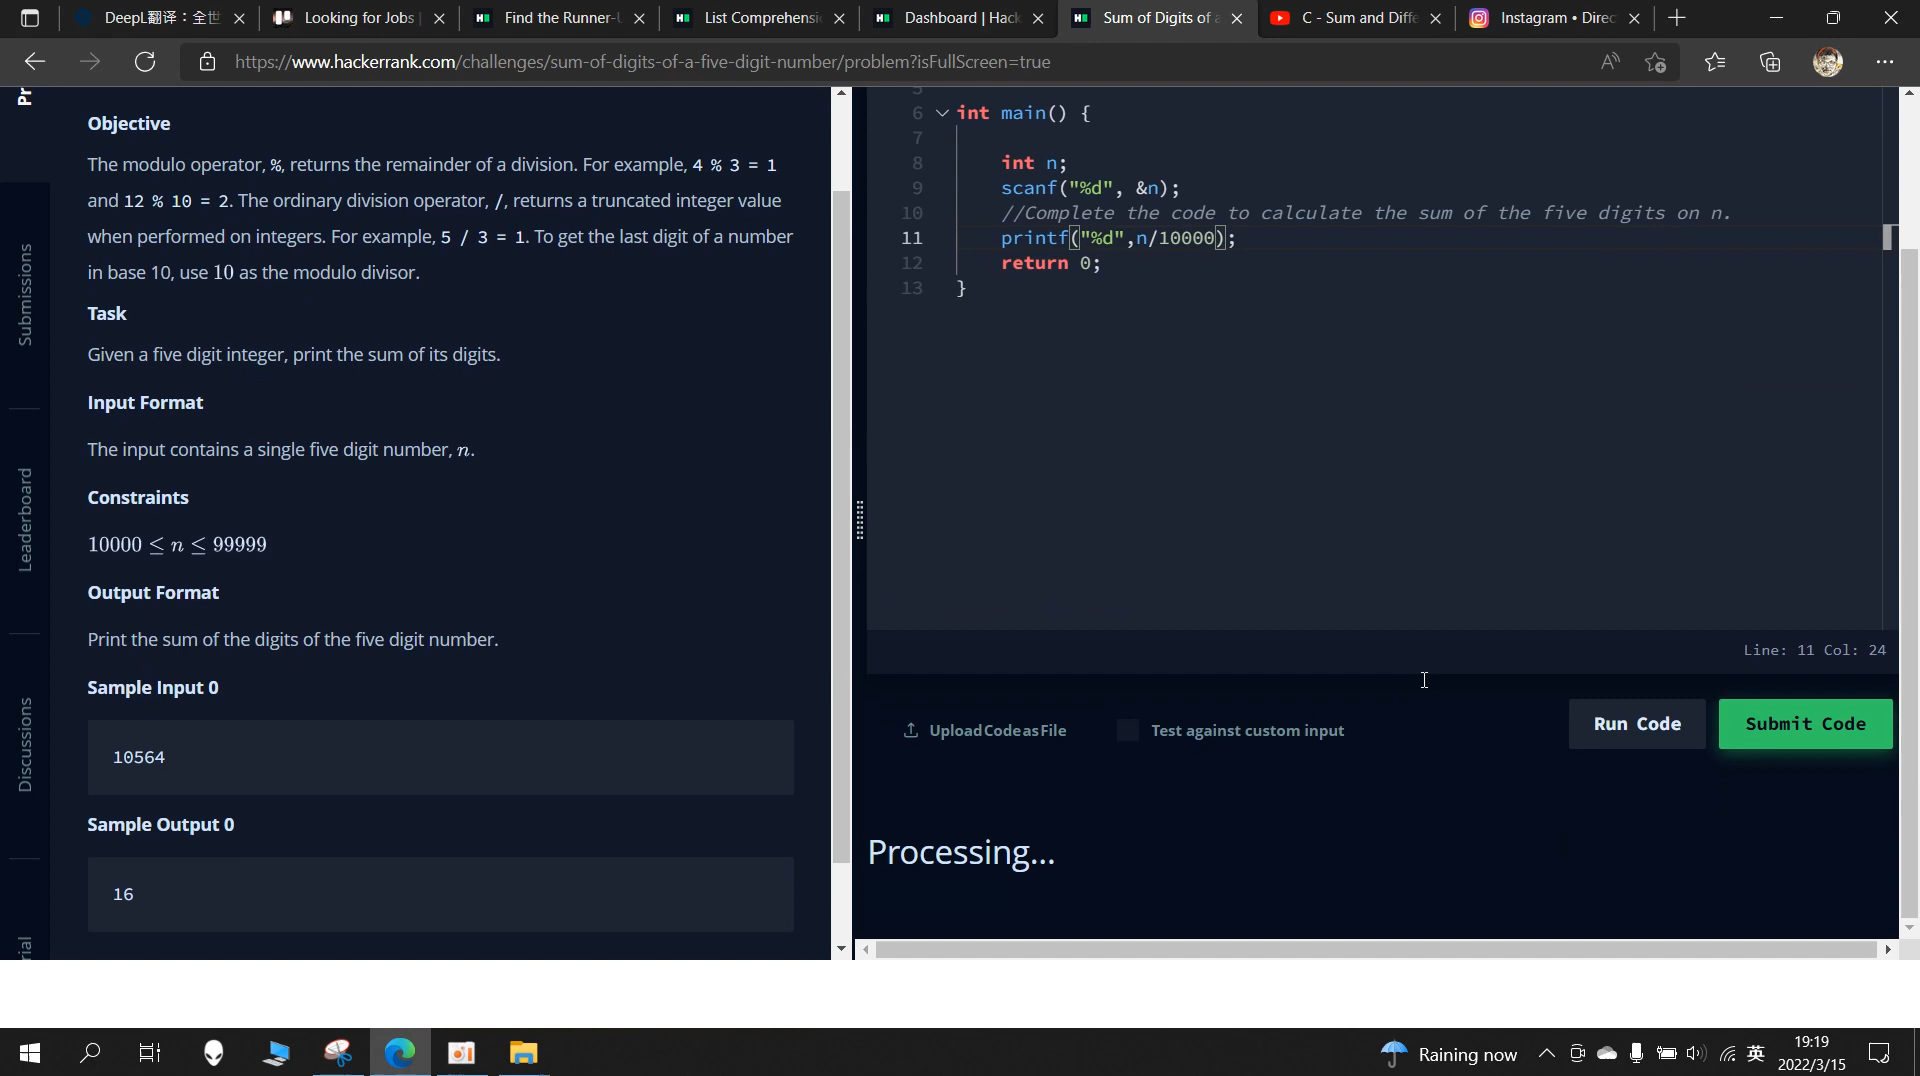 DeepL翻译：全世
Looking for Jobs
Find the Runner-U
List Comprehensi
Dashboard | Hack
Sum of Digits of a
C - Sum and Diffe
Instagram • Direc
https://www.hackerrank.com/challenges/sum-of-digits-of-a-five-digit-number/problem?isFullScreen=true
Pr
Submissions
Leaderboard
Discussions
rial
Objective
The modulo operator, %, returns the remainder of a division. For example, 4 % 3 = 1
and 12 % 10 = 2. The ordinary division operator, /, returns a truncated integer value
when performed on integers. For example, 5 / 3 = 1. To get the last digit of a number
in base 10, use 10 as the modulo divisor.
Task
Given a five digit integer, print the sum of its digits.
Input Format
The input contains a single five digit number, n.
Constraints
10000 ≤ n ≤ 99999
Output Format
Print the sum of the digits of the five digit number.
Sample Input 0
10564
Sample Output 0
16
5
6 int main() {
7
8 int n;
9 scanf("%d", &n);
10 //Complete the code to calculate the sum of the five digits on n.
11 printf("%d",n/10000);
12 return 0;
13 }
Line: 11 Col: 24
Upload Code as File
Test against custom input
Run Code
Submit Code
Processing...
Raining now
英
19:19
2022/3/15